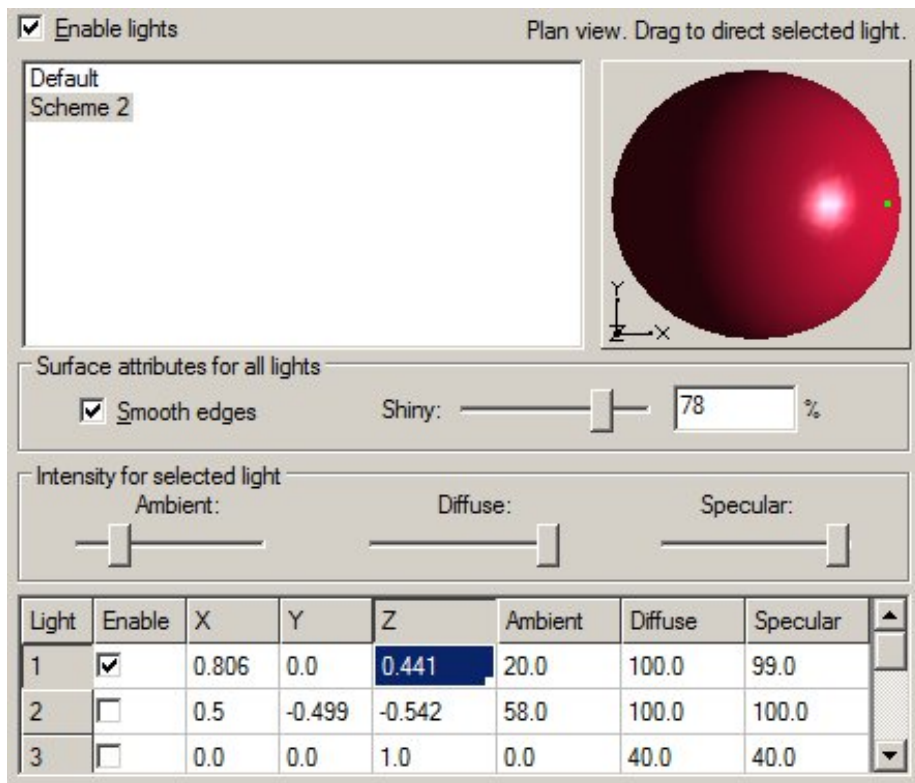 Enable lights
Plan view. Drag to direct selected light.
Default
Scheme 2
Y
Z X
Surface attributes for all lights
Smooth edges Shiny: 78 %
Intensity for selected light
Ambient: Diffuse: Specular:
Light Enable X Y Z Ambient Diffuse Specular
1 0.806 0.0 0.441 20.0 100.0 99.0
2 0.5 -0.499 -0.542 58.0 100.0 100.0
3 0.0 0.0 1.0 0.0 40.0 40.0